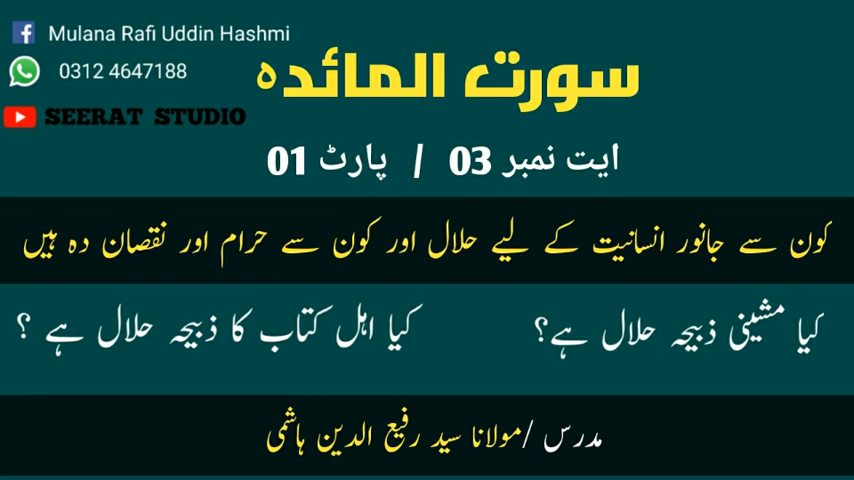 Mulana Rafi Uddin Hashmi
0312 4647188
SEERAT STUDIO
سورت المائدہ
ایت نمبر 03 / پارٹ 01
کون سے جانور انسانیت کے لیے حلال اور کون سے حرام اور نقصان دہ ہیں
کیا مشینی ذبیحہ حلال ہے؟ کیا اہل کتاب کا ذبیحہ حلال ہے ؟
مدرس /مولانا سید رفیع الدین ہاشمی